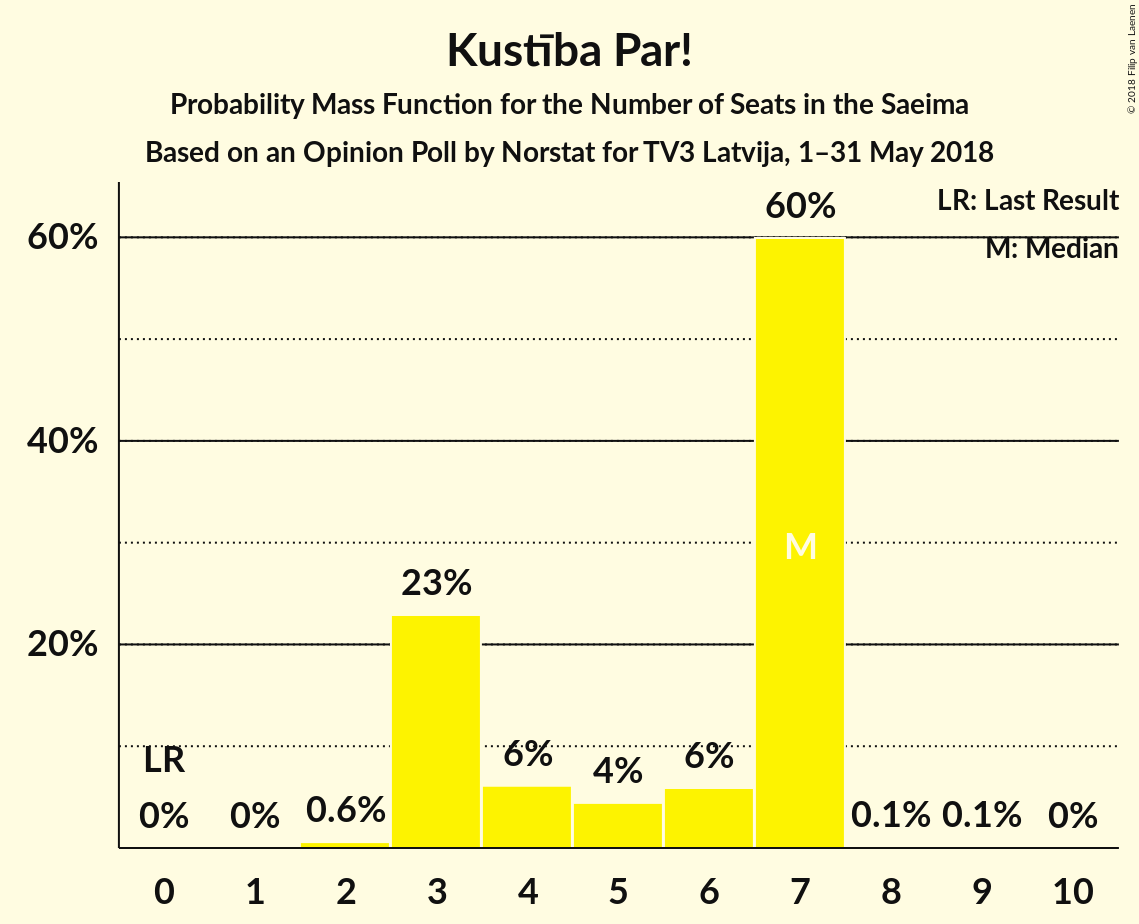 Kustība Par!
Probability Mass Function for the Number of Seats in the Saeima
Based on an Opinion Poll by Norstat for TV3 Latvija, 1–31 May 2018
© 2018 Filip van Laenen
LR: Last Result
M: Median
60%
40%
20%
LR
0%
0%
0.6%
23%
6%
4%
6%
60%
M
0.1%
0.1%
0%
0 1 2 3 4 5 6 7 8 9 10